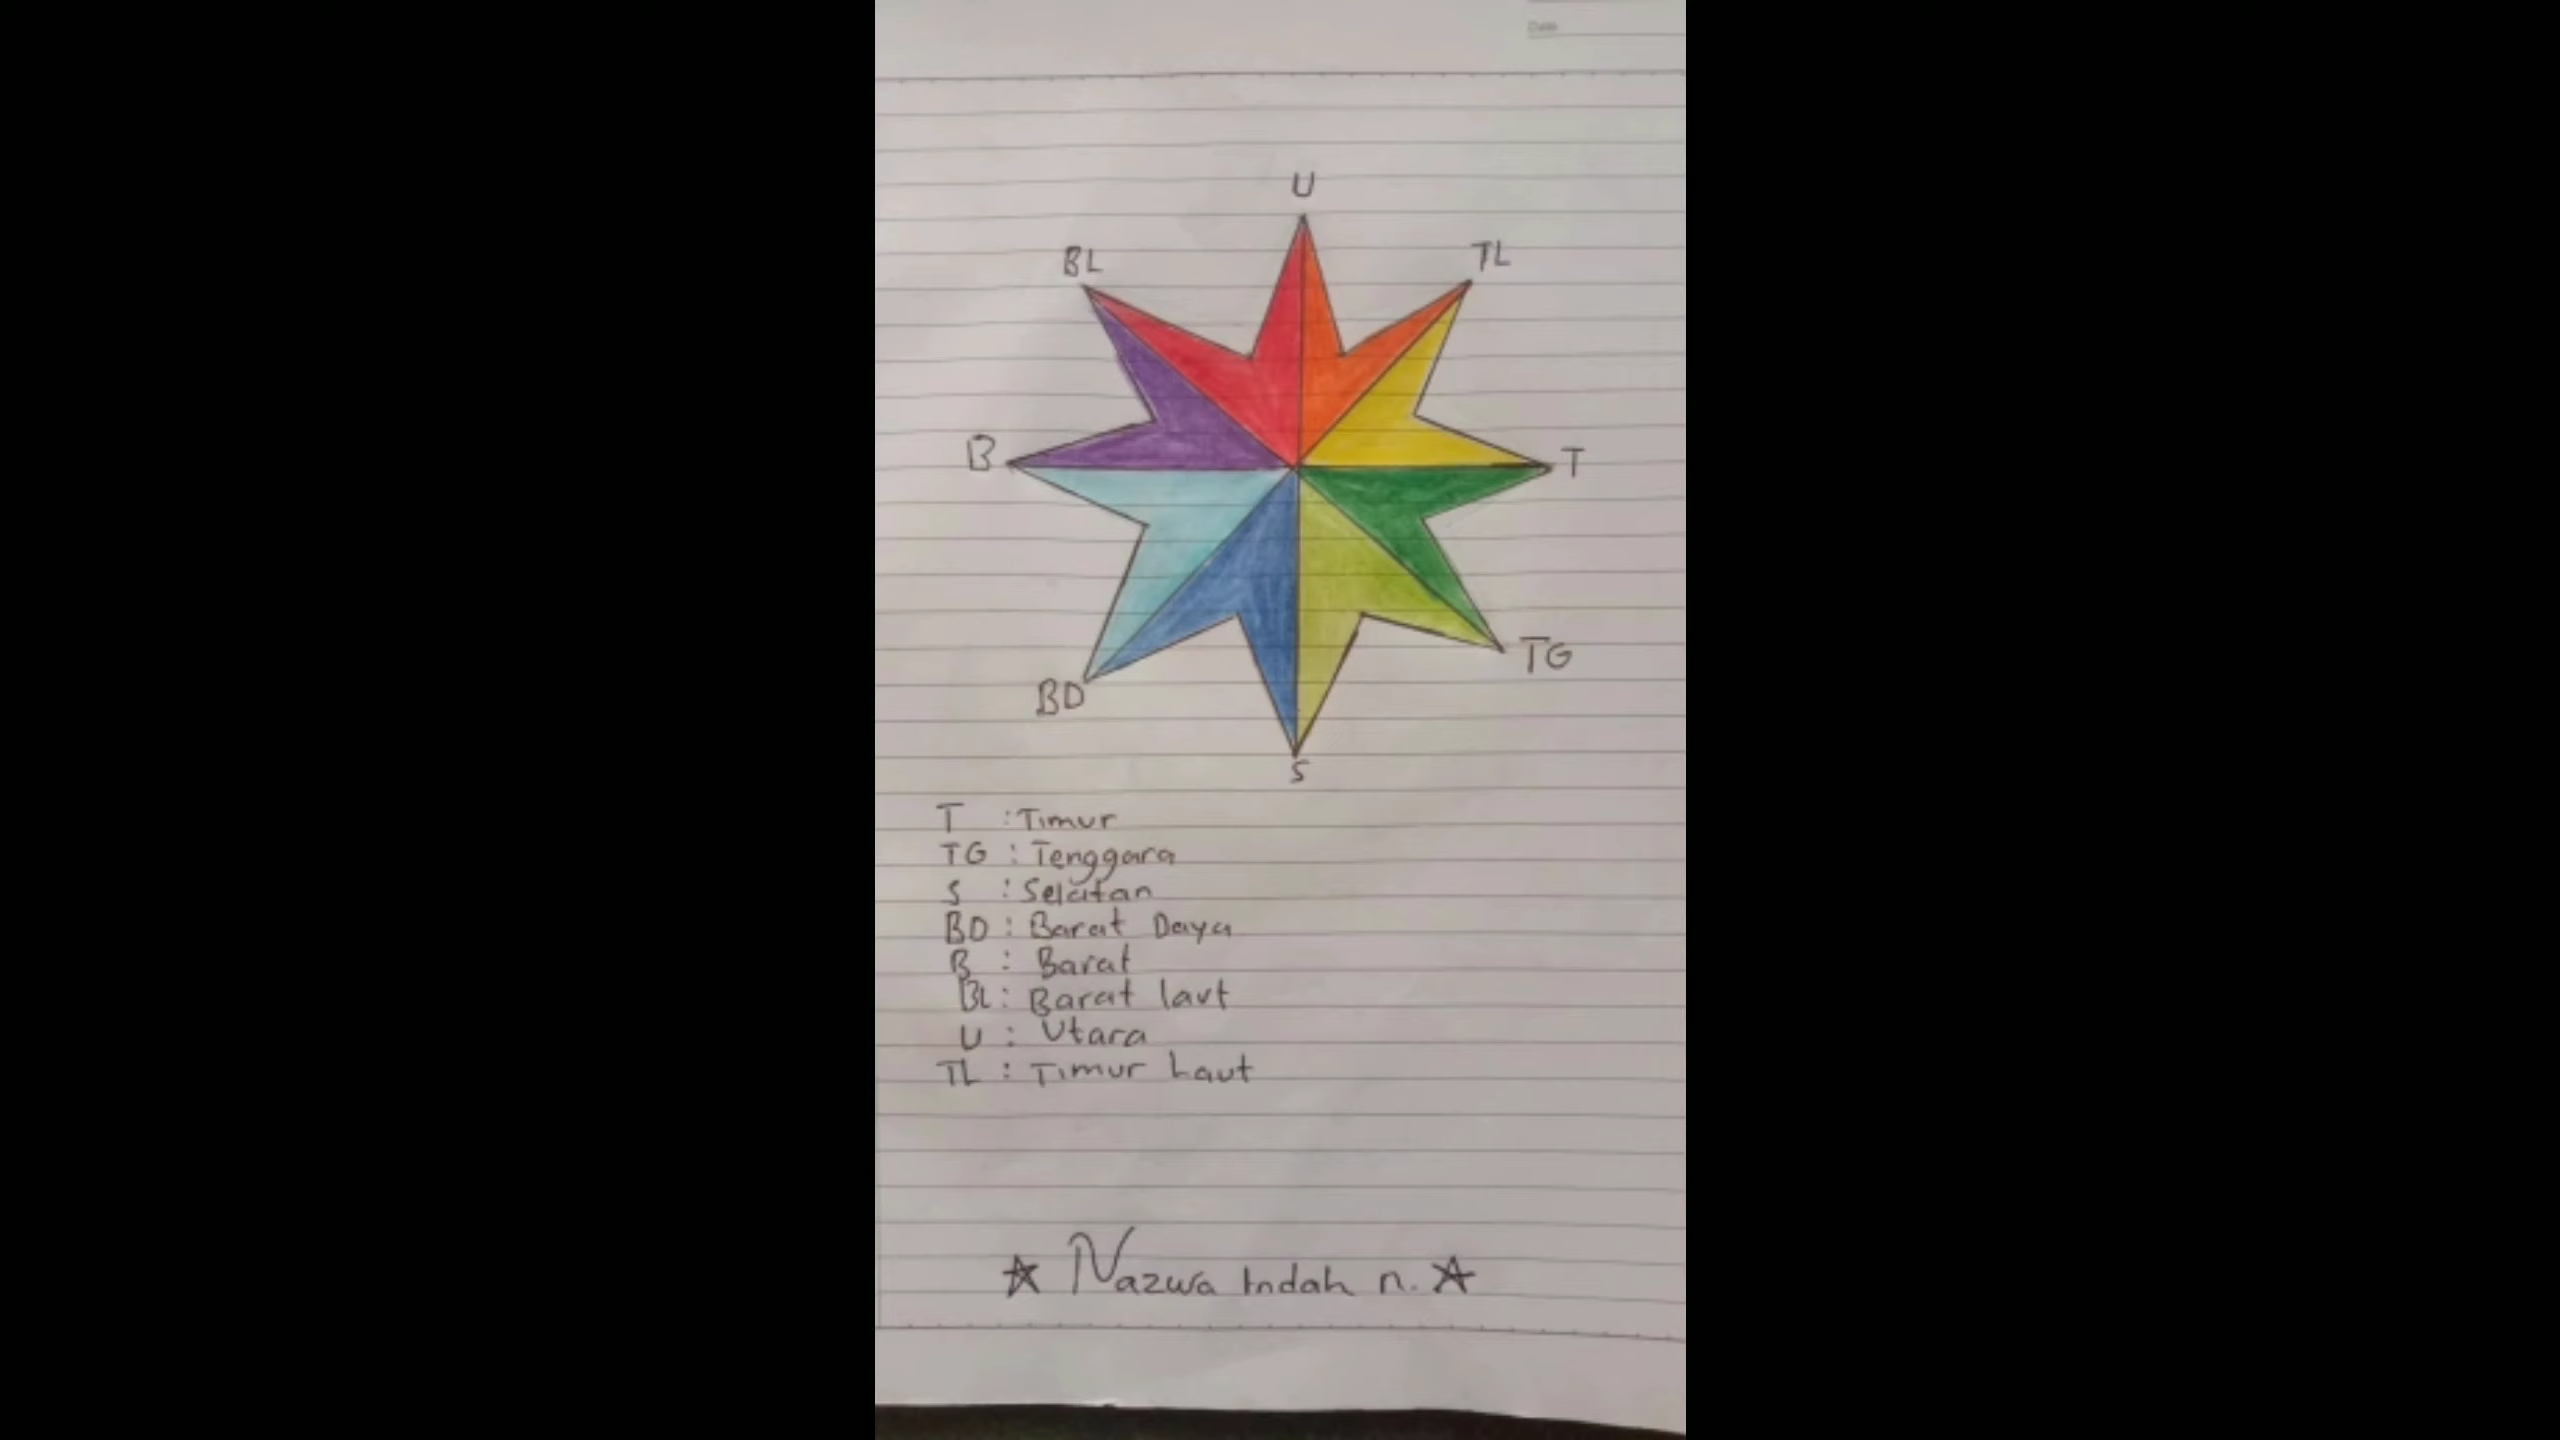 Date
U
BL
TL
B
T
TG
BD
S
T : Timur
TG : Tenggara
S : Selatan
BD : Barat Daya
B : Barat
BL : Barat laut
U : Utara
TL : Timur Laut
Nazwa Indah n.